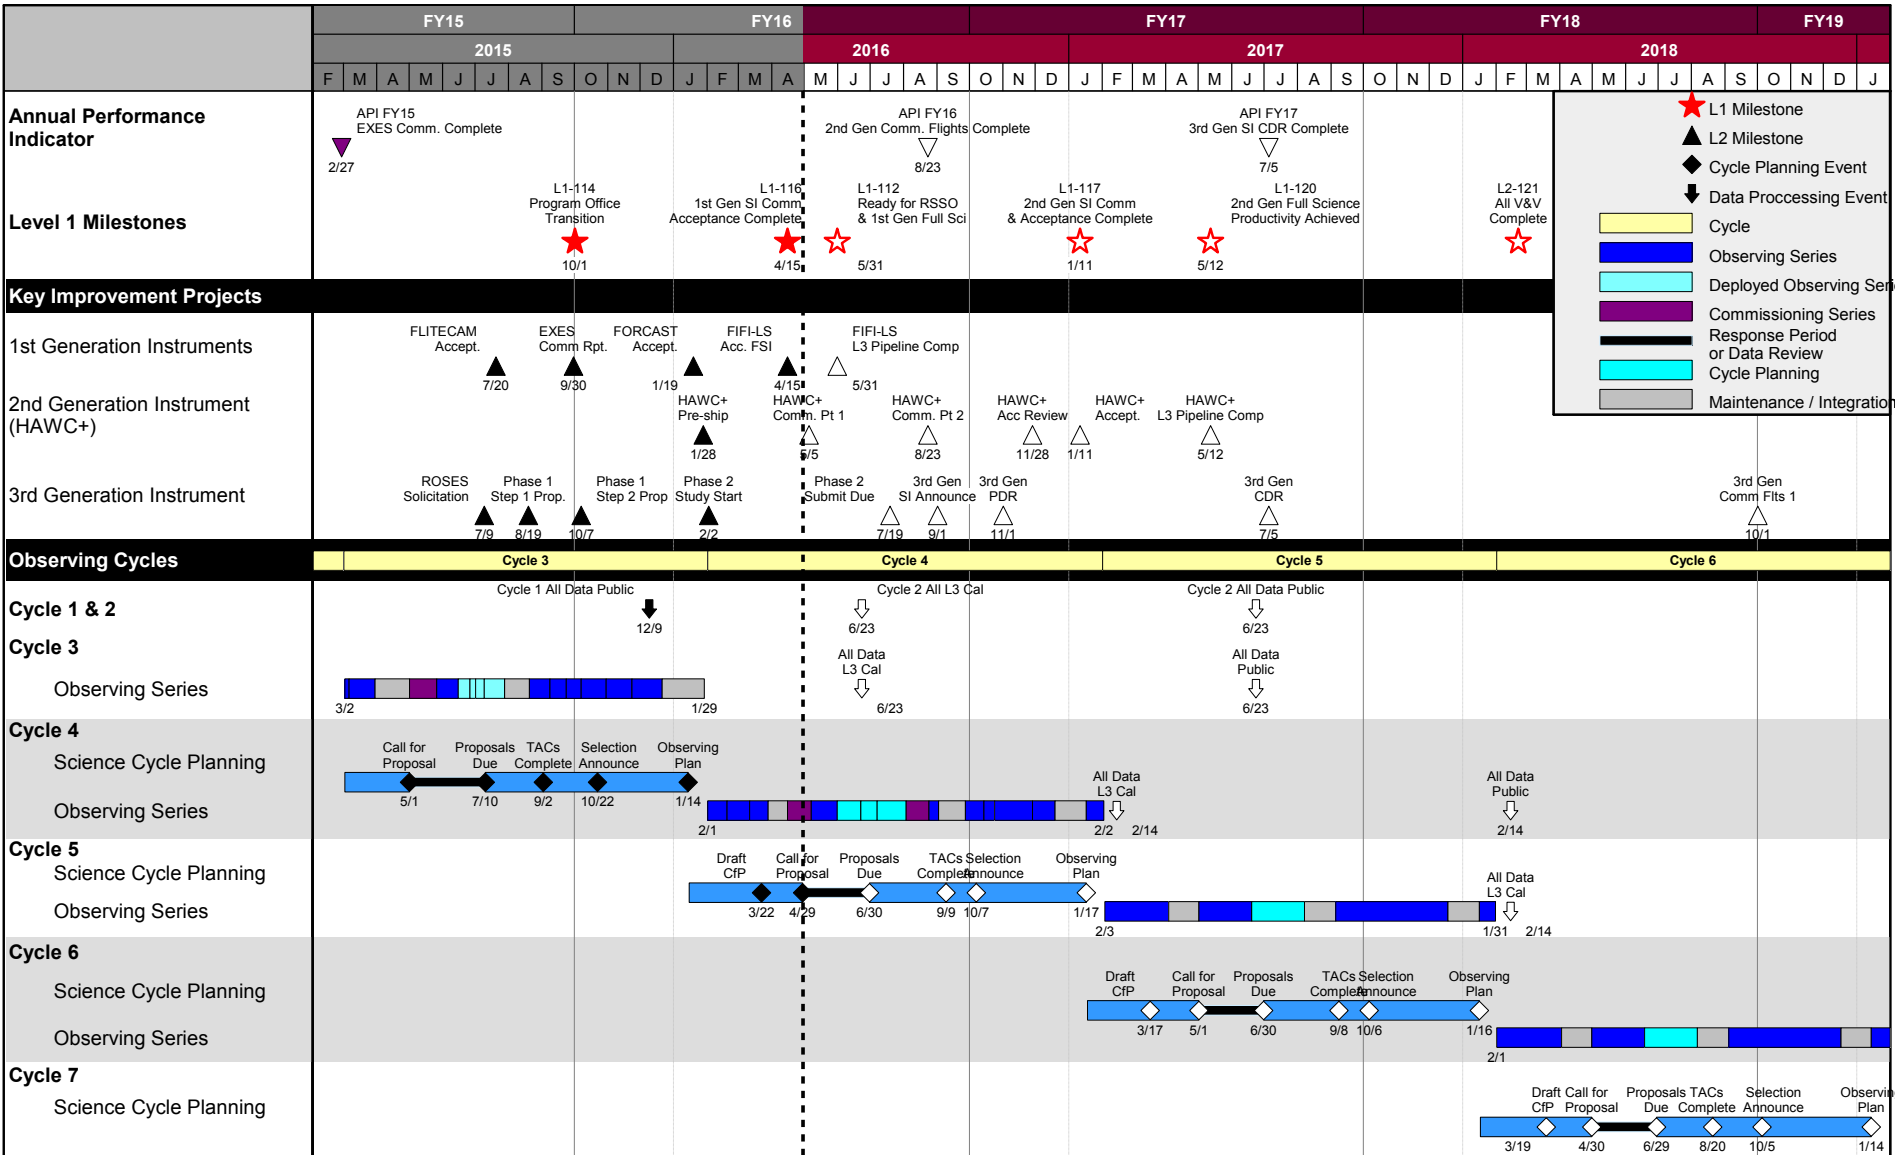 FY15 FY16 FY17 FY18 FY19
2015 2016 2017 2018
F M A M J J A S O N D J F M A M J J A S O N D J F M A M J J A S O N D J F M A M J J A S O N D J
Annual Performance
Indicator
API FY15
EXES Comm. Complete
2/27
API FY16
2nd Gen Comm. Flights Complete
8/23
API FY17
3rd Gen SI CDR Complete
7/5
L1 Milestone
L2 Milestone
Cycle Planning Event
Data Proccessing Event
Cycle
Observing Series
Deployed Observing Seri
Commissioning Series
Response Period
or Data Review
Cycle Planning
Maintenance / Integration
Level 1 Milestones
L1-114
Program Office
Transition
10/1
L1-116
1st Gen SI Comm
Acceptance Complete
4/15
L1-112
Ready for RSSO
& 1st Gen Full Sci
5/31
L1-117
2nd Gen SI Comm
& Acceptance Complete
1/11
L1-120
2nd Gen Full Science
Productivity Achieved
5/12
L2-121
All V&V
Complete
Key Improvement Projects
1st Generation Instruments
FLITECAM
Accept.
7/20
EXES
Comm Rpt.
9/30
FORCAST
Accept.
1/19
FIFI-LS
Acc. FSI
4/15
FIFI-LS
L3 Pipeline Comp
5/31
2nd Generation Instrument
(HAWC+)
HAWC+
Pre-ship
1/28
HAWC+
Comm. Pt 1
5/5
HAWC+
Comm. Pt 2
8/23
HAWC+
Acc Review
11/28
HAWC+
Accept.
1/11
HAWC+
L3 Pipeline Comp
5/12
3rd Generation Instrument
ROSES
Solicitation
7/9
Phase 1
Step 1 Prop.
8/19
Phase 1
Step 2 Prop
10/7
Phase 2
Study Start
2/2
Phase 2
Submit Due
7/19
3rd Gen
SI Announce
9/1
3rd Gen
PDR
11/1
3rd Gen
CDR
7/5
3rd Gen
Comm Flts 1
10/1
Observing Cycles
Cycle 3 Cycle 4 Cycle 5 Cycle 6
Cycle 1 & 2
Cycle 1 All Data Public
12/9
Cycle 2 All L3 Cal
6/23
Cycle 2 All Data Public
6/23
Cycle 3
Observing Series
3/2
1/29
All Data
L3 Cal
6/23
All Data
Public
6/23
Cycle 4
Science Cycle Planning
Call for
Proposal
5/1
Proposals
Due
7/10
TACs
Complete
9/2
Selection
Announce
10/22
Observing
Plan
1/14
Observing Series
2/1
2/2
All Data
L3 Cal
2/14
All Data
Public
2/14
Cycle 5
Science Cycle Planning
Draft
CfP
3/22
Call for
Proposal
4/29
Proposals
Due
6/30
TACs
Complete
9/9
Selection
Announce
10/7
Observing
Plan
1/17
Observing Series
2/3
1/31
All Data
L3 Cal
2/14
Cycle 6
Science Cycle Planning
Draft
CfP
3/17
Call for
Proposal
5/1
Proposals
Due
6/30
TACs
Complete
9/8
Selection
Announce
10/6
Observing
Plan
1/16
Observing Series
2/1
Cycle 7
Science Cycle Planning
Draft
CfP
3/19
Call for
Proposal
4/30
Proposals
Due
6/29
TACs
Complete
8/20
Selection
Announce
10/5
Observin
Plan
1/14